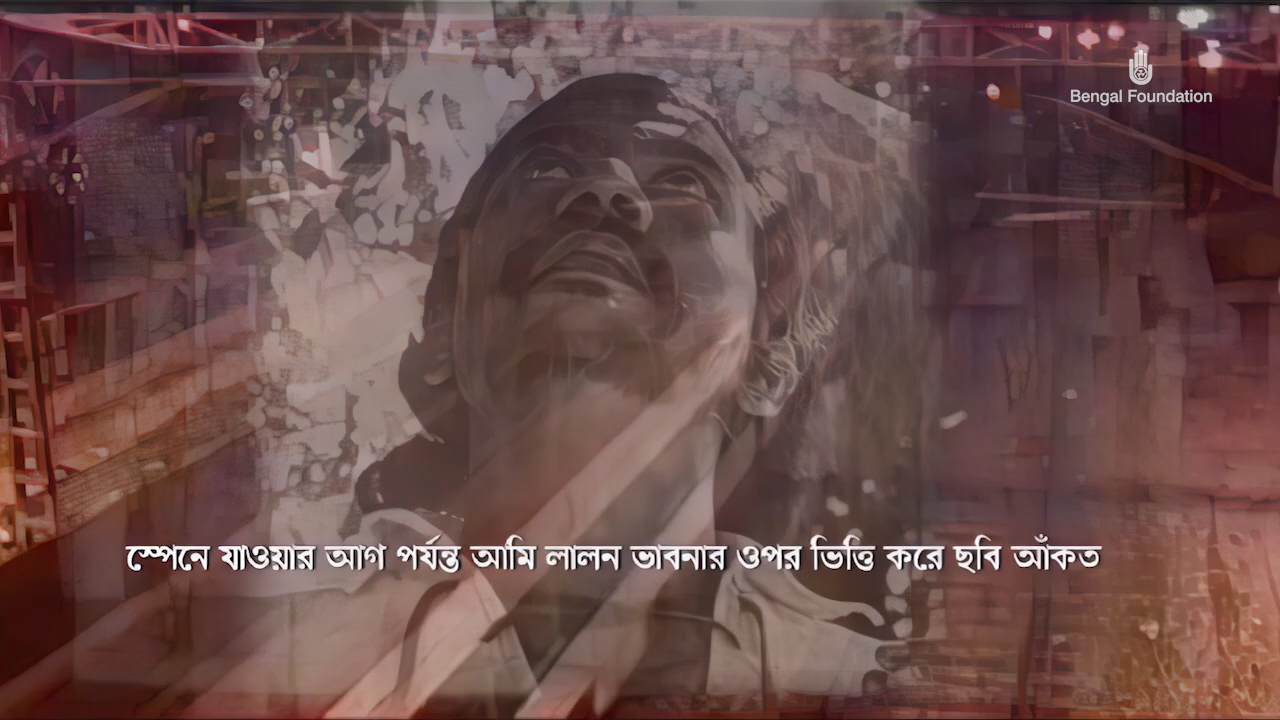 Bengal Foundation
স্পেনে যাওয়ার আগ পর্যন্ত আমি লালন ভাবনার ওপর ভিত্তি করে ছবি আঁকত